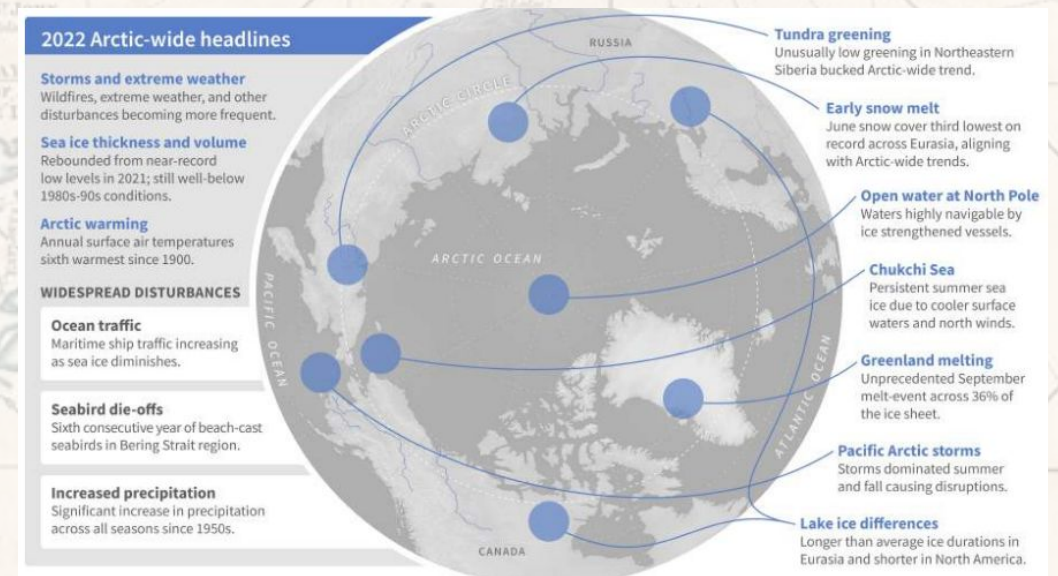 2022 Arctic-wide headlines
Storms and extreme weather
Wildfires, extreme weather, and other
disturbances becoming more frequent.
Sea ice thickness and volume
Rebounded from near-record
low levels in 2021; still well-below
1980s-90s conditions.
Arctic warming
Annual surface air temperatures
sixth warmest since 1900.
WIDESPREAD DISTURBANCES
Ocean traffic
Maritime ship traffic increasing
as sea ice diminishes.
Seabird die-offs
Sixth consecutive year of beach-cast
seabirds in Bering Strait region.
Increased precipitation
Significant increase in precipitation
across all seasons since 1950s.
RUSSIA
ARCTIC CIRCLE
ARCTIC OCEAN
PACIFIC OCEAN
ATLANTIC OCEAN
CANADA
Tundra greening
Unusually low greening in Northeastern
Siberia bucked Arctic-wide trend.
Early snow melt
June snow cover third lowest on
record across Eurasia, aligning
with Arctic-wide trends.
Open water at North Pole
Waters highly navigable by
ice strengthened vessels.
Chukchi Sea
Persistent summer sea
ice due to cooler surface
waters and north winds.
Greenland melting
Unprecedented September
melt-event across 36% of
the ice sheet.
Pacific Arctic storms
Storms dominated summer
and fall causing disruptions.
Lake ice differences
Longer than average ice durations in
Eurasia and shorter in North America.